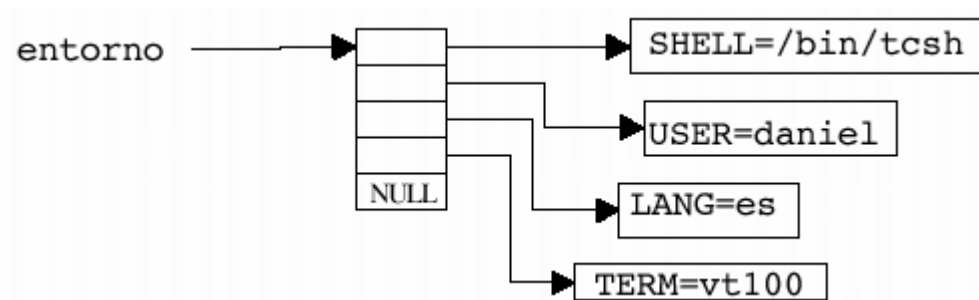 entorno
SHELL=/bin/tcsh
USER=daniel
NULL
LANG=es
TERM=vt100